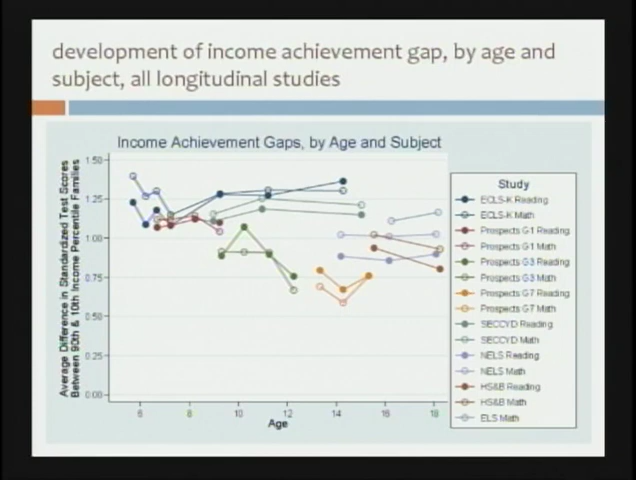 development of income achievement gap, by age and
subject, all longitudinal studies
Income Achievement Gaps, by Age and Subject
Average Difference in Standardized Test Scores
Between 90th & 10th Income Percentile Families
1.50
1.25
1.00
0.75
0.50
0.25
0.00
6
8
10
12
14
16
18
Age
Study
ECLS-K Reading
ECLS-K Math
Prospects G1 Reading
Prospects G1 Math
Prospects G3 Reading
Prospects G3 Math
Prospects G7 Reading
Prospects G7 Math
SECCYD Reading
SECCYD Math
NELS Reading
NELS Math
HS&B Reading
HS&B Math
ELS Math